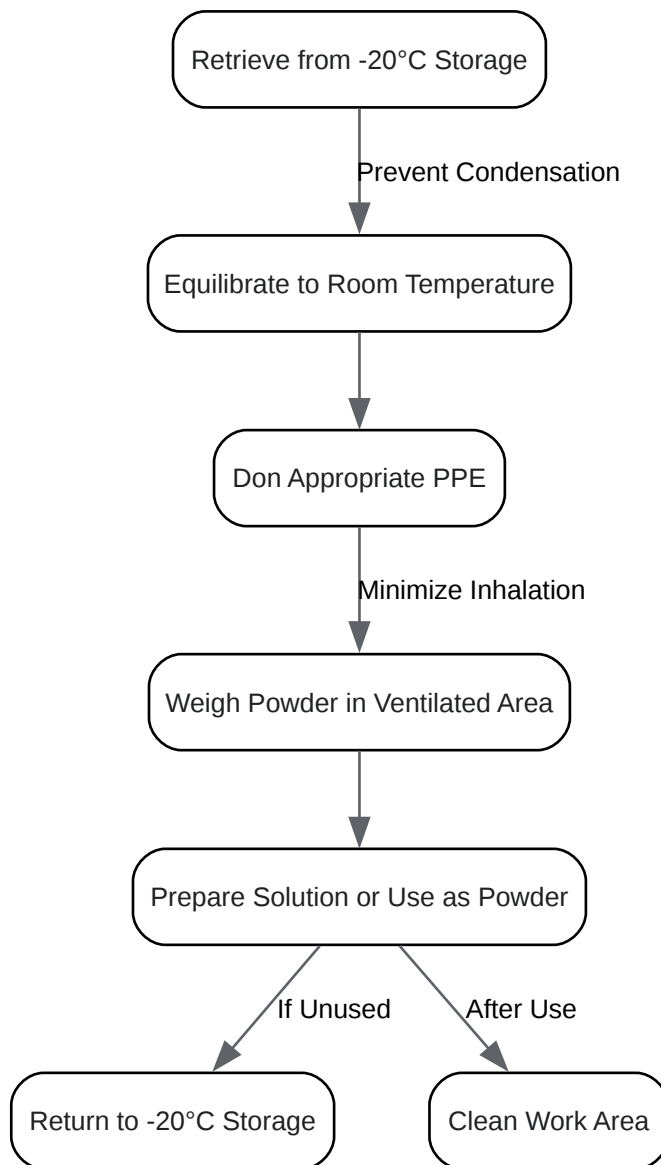 Retrieve from -20°C Storage
Prevent Condensation
Equilibrate to Room Temperature
Don Appropriate PPE
Minimize Inhalation
Weigh Powder in Ventilated Area
Prepare Solution or Use as Powder
If Unused
After Use
Return to -20°C Storage
Clean Work Area